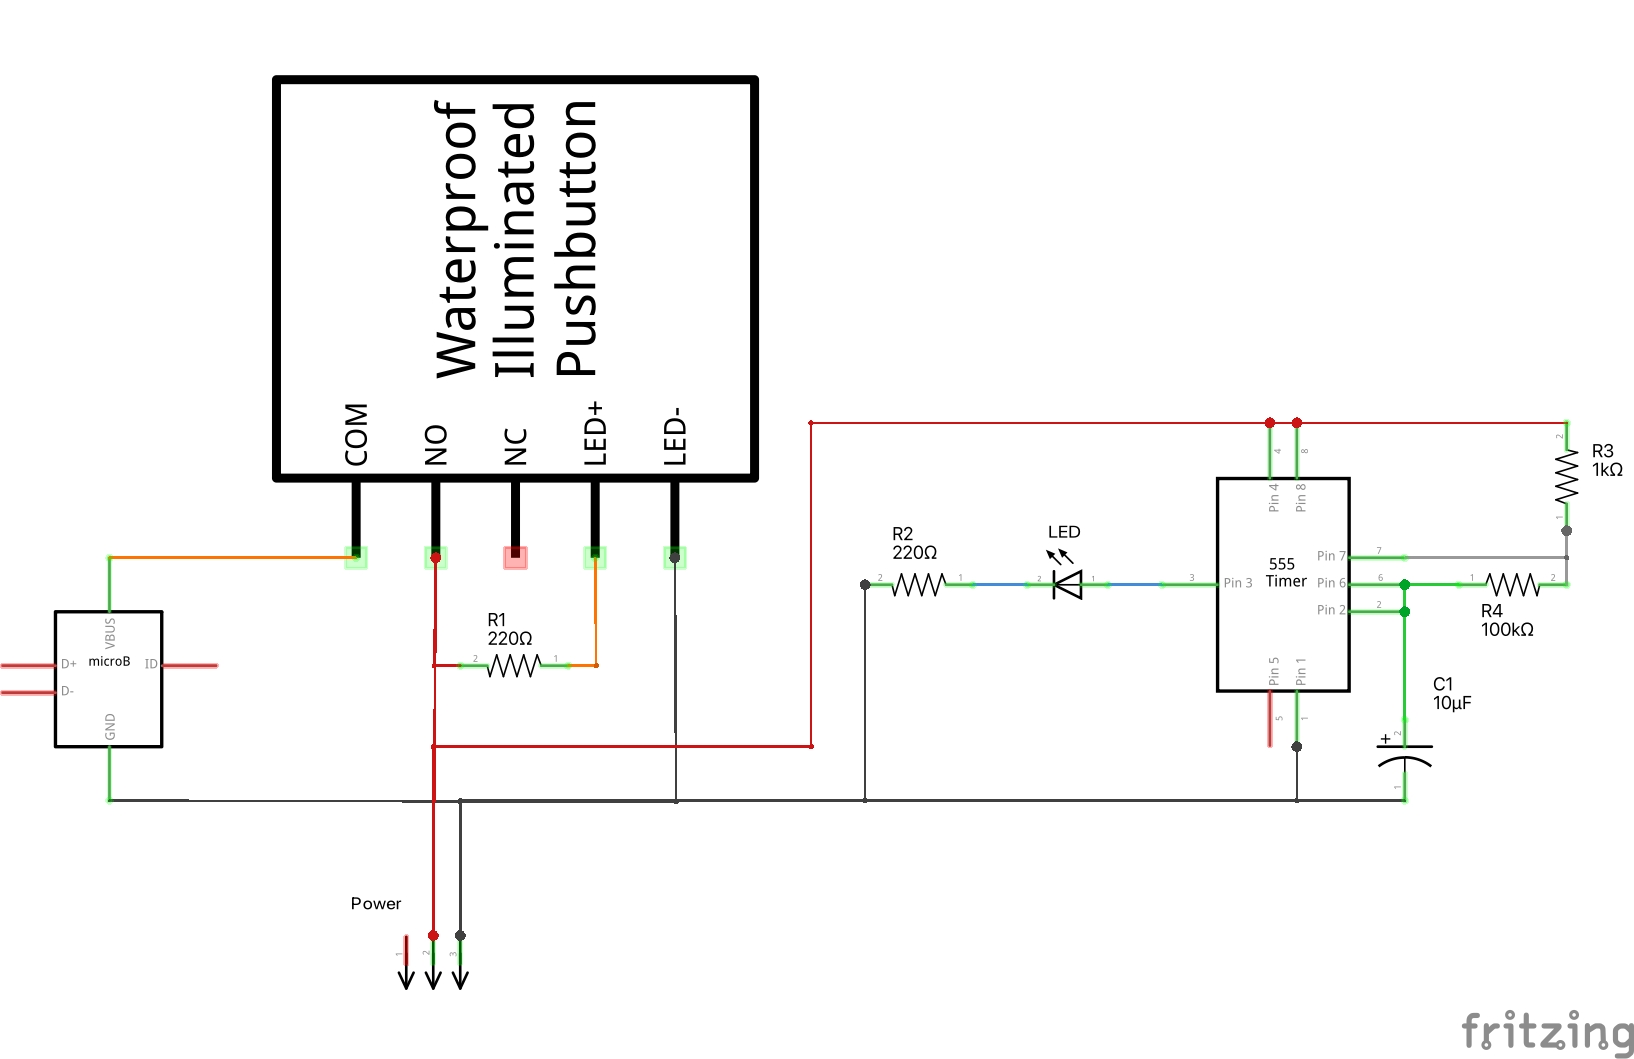 Waterproof
Illuminated
Pushbutton
COM
NO
NC
LED+
LED-
R1
220Ω
2
1
VBUS
microB
D+
D-
ID
GND
Power
1
2
3
R2
220Ω
2
1
LED
2
1
3
4
8
Pin 4
Pin 8
555
Timer
Pin 3
Pin 7
Pin 6
Pin 2
Pin 5
Pin 1
7
6
2
5
1
2
R3
1kΩ
1
1
2
R4
100kΩ
C1
10µF
+
2
1
fritzing